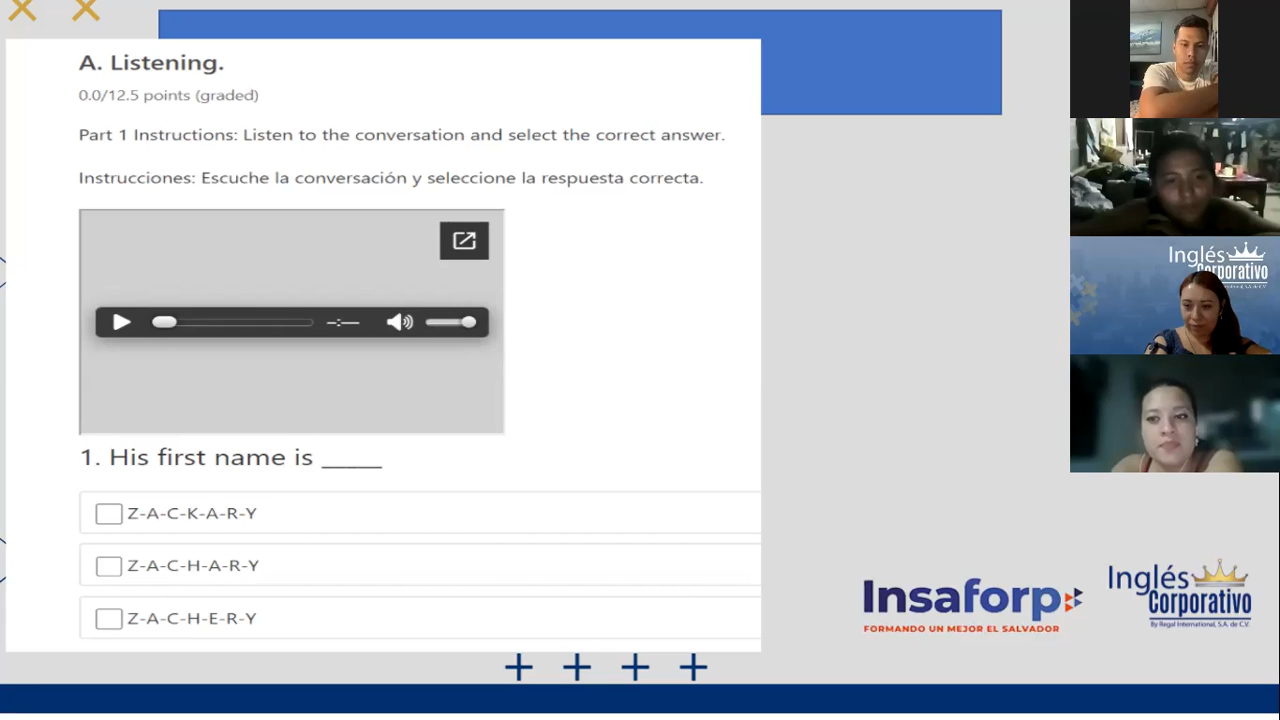 A. Listening.
0.0/12.5 points (graded)
Part 1 Instructions: Listen to the conversation and select the correct answer.
Instrucciones: Escuche la conversación y seleccione la respuesta correcta.
1. His first name is _____
Z-A-C-K-A-R-Y
Z-A-C-H-A-R-Y
Z-A-C-H-E-R-Y
Inglés
Corporativo
Insaforp
FORMANDO UN MEJOR EL SALVADOR
Inglés
Corporativo
By Regal International, S.A. de C.V.